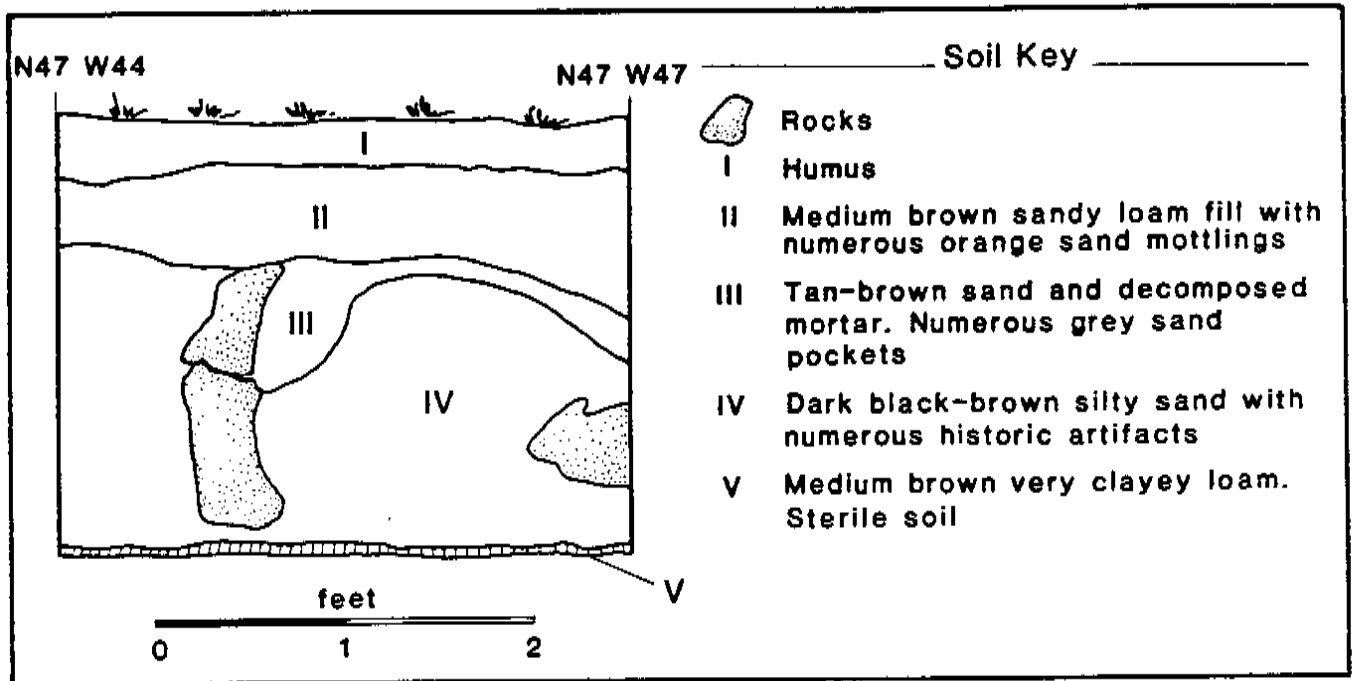 N47 W44
N47 W47
I
II
III
IV
V
feet
0 1 2
Soil Key
Rocks
I Humus
II Medium brown sandy loam fill with
numerous orange sand mottlings
III Tan-brown sand and decomposed
mortar. Numerous grey sand
pockets
IV Dark black-brown silty sand with
numerous historic artifacts
V Medium brown very clayey loam.
Sterile soil